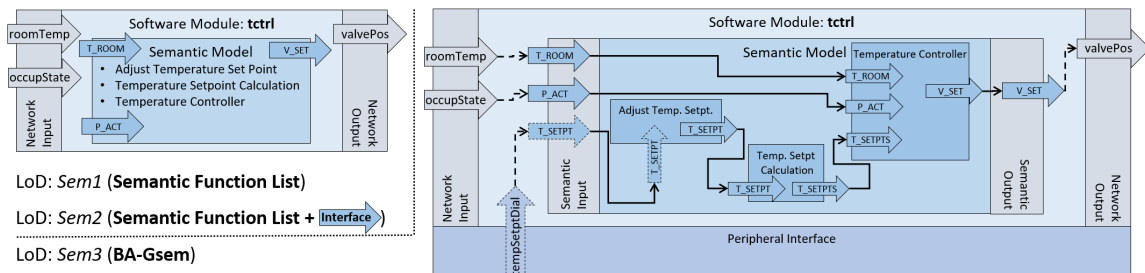 Software Module: tctrl
roomTemp
valvePos
T_ROOM
Semantic Model
V_SET
• Adjust Temperature Set Point
occupState
• Temperature Setpoint Calculation
• Temperature Controller
P_ACT
Network
Input
Network
Output
LoD: Sem1 (Semantic Function List)
LoD: Sem2 (Semantic Function List + Interface)
LoD: Sem3 (BA-Gsem)
Software Module: tctrl
Semantic Model
Temperature Controller
valvePos
roomTemp
T_ROOM
T_ROOM
occupState
P_ACT
P_ACT
V_SET
V_SET
T_SETPT
Adjust Temp. Setpt.
T_SETPT
T_SETPT
T_SETPTS
Temp. Setpt
Calculation
T_SETPT
T_SETPTS
Network
Input
Semantic
Input
Semantic
Output
Network
Output
tempSetptDial
Peripheral Interface